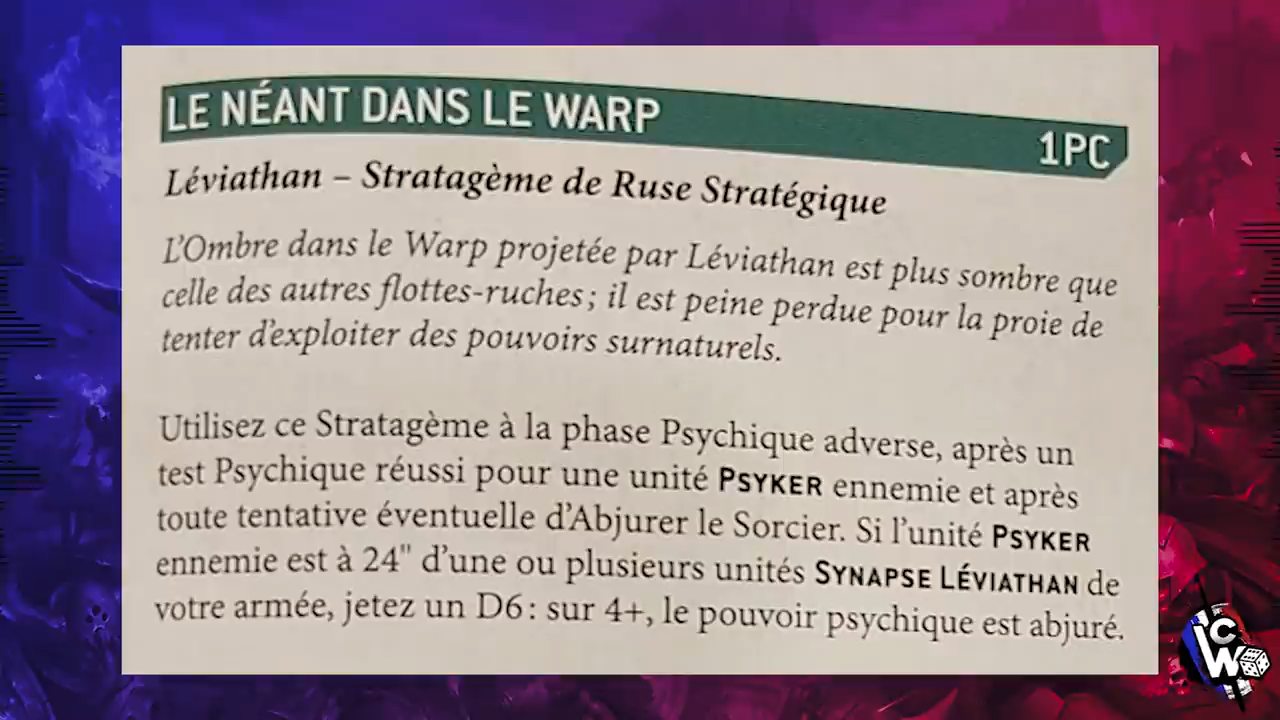 LE NÉANT DANS LE WARP
1PC
Léviathan – Stratagème de Ruse Stratégique
L'Ombre dans le Warp projetée par Léviathan est plus sombre que
celle des autres flottes-ruches ; il est peine perdue pour la proie de
tenter d'exploiter des pouvoirs surnaturels.
Utilisez ce Stratagème à la phase Psychique adverse, après un
test Psychique réussi pour une unité PSYKER ennemie et après
toute tentative éventuelle d'Abjurer le Sorcier. Si l'unité PSYKER
ennemie est à 24" d'une ou plusieurs unités SYNAPSE LÉVIATHAN de
votre armée, jetez un D6 : sur 4+, le pouvoir psychique est abjuré.
CW